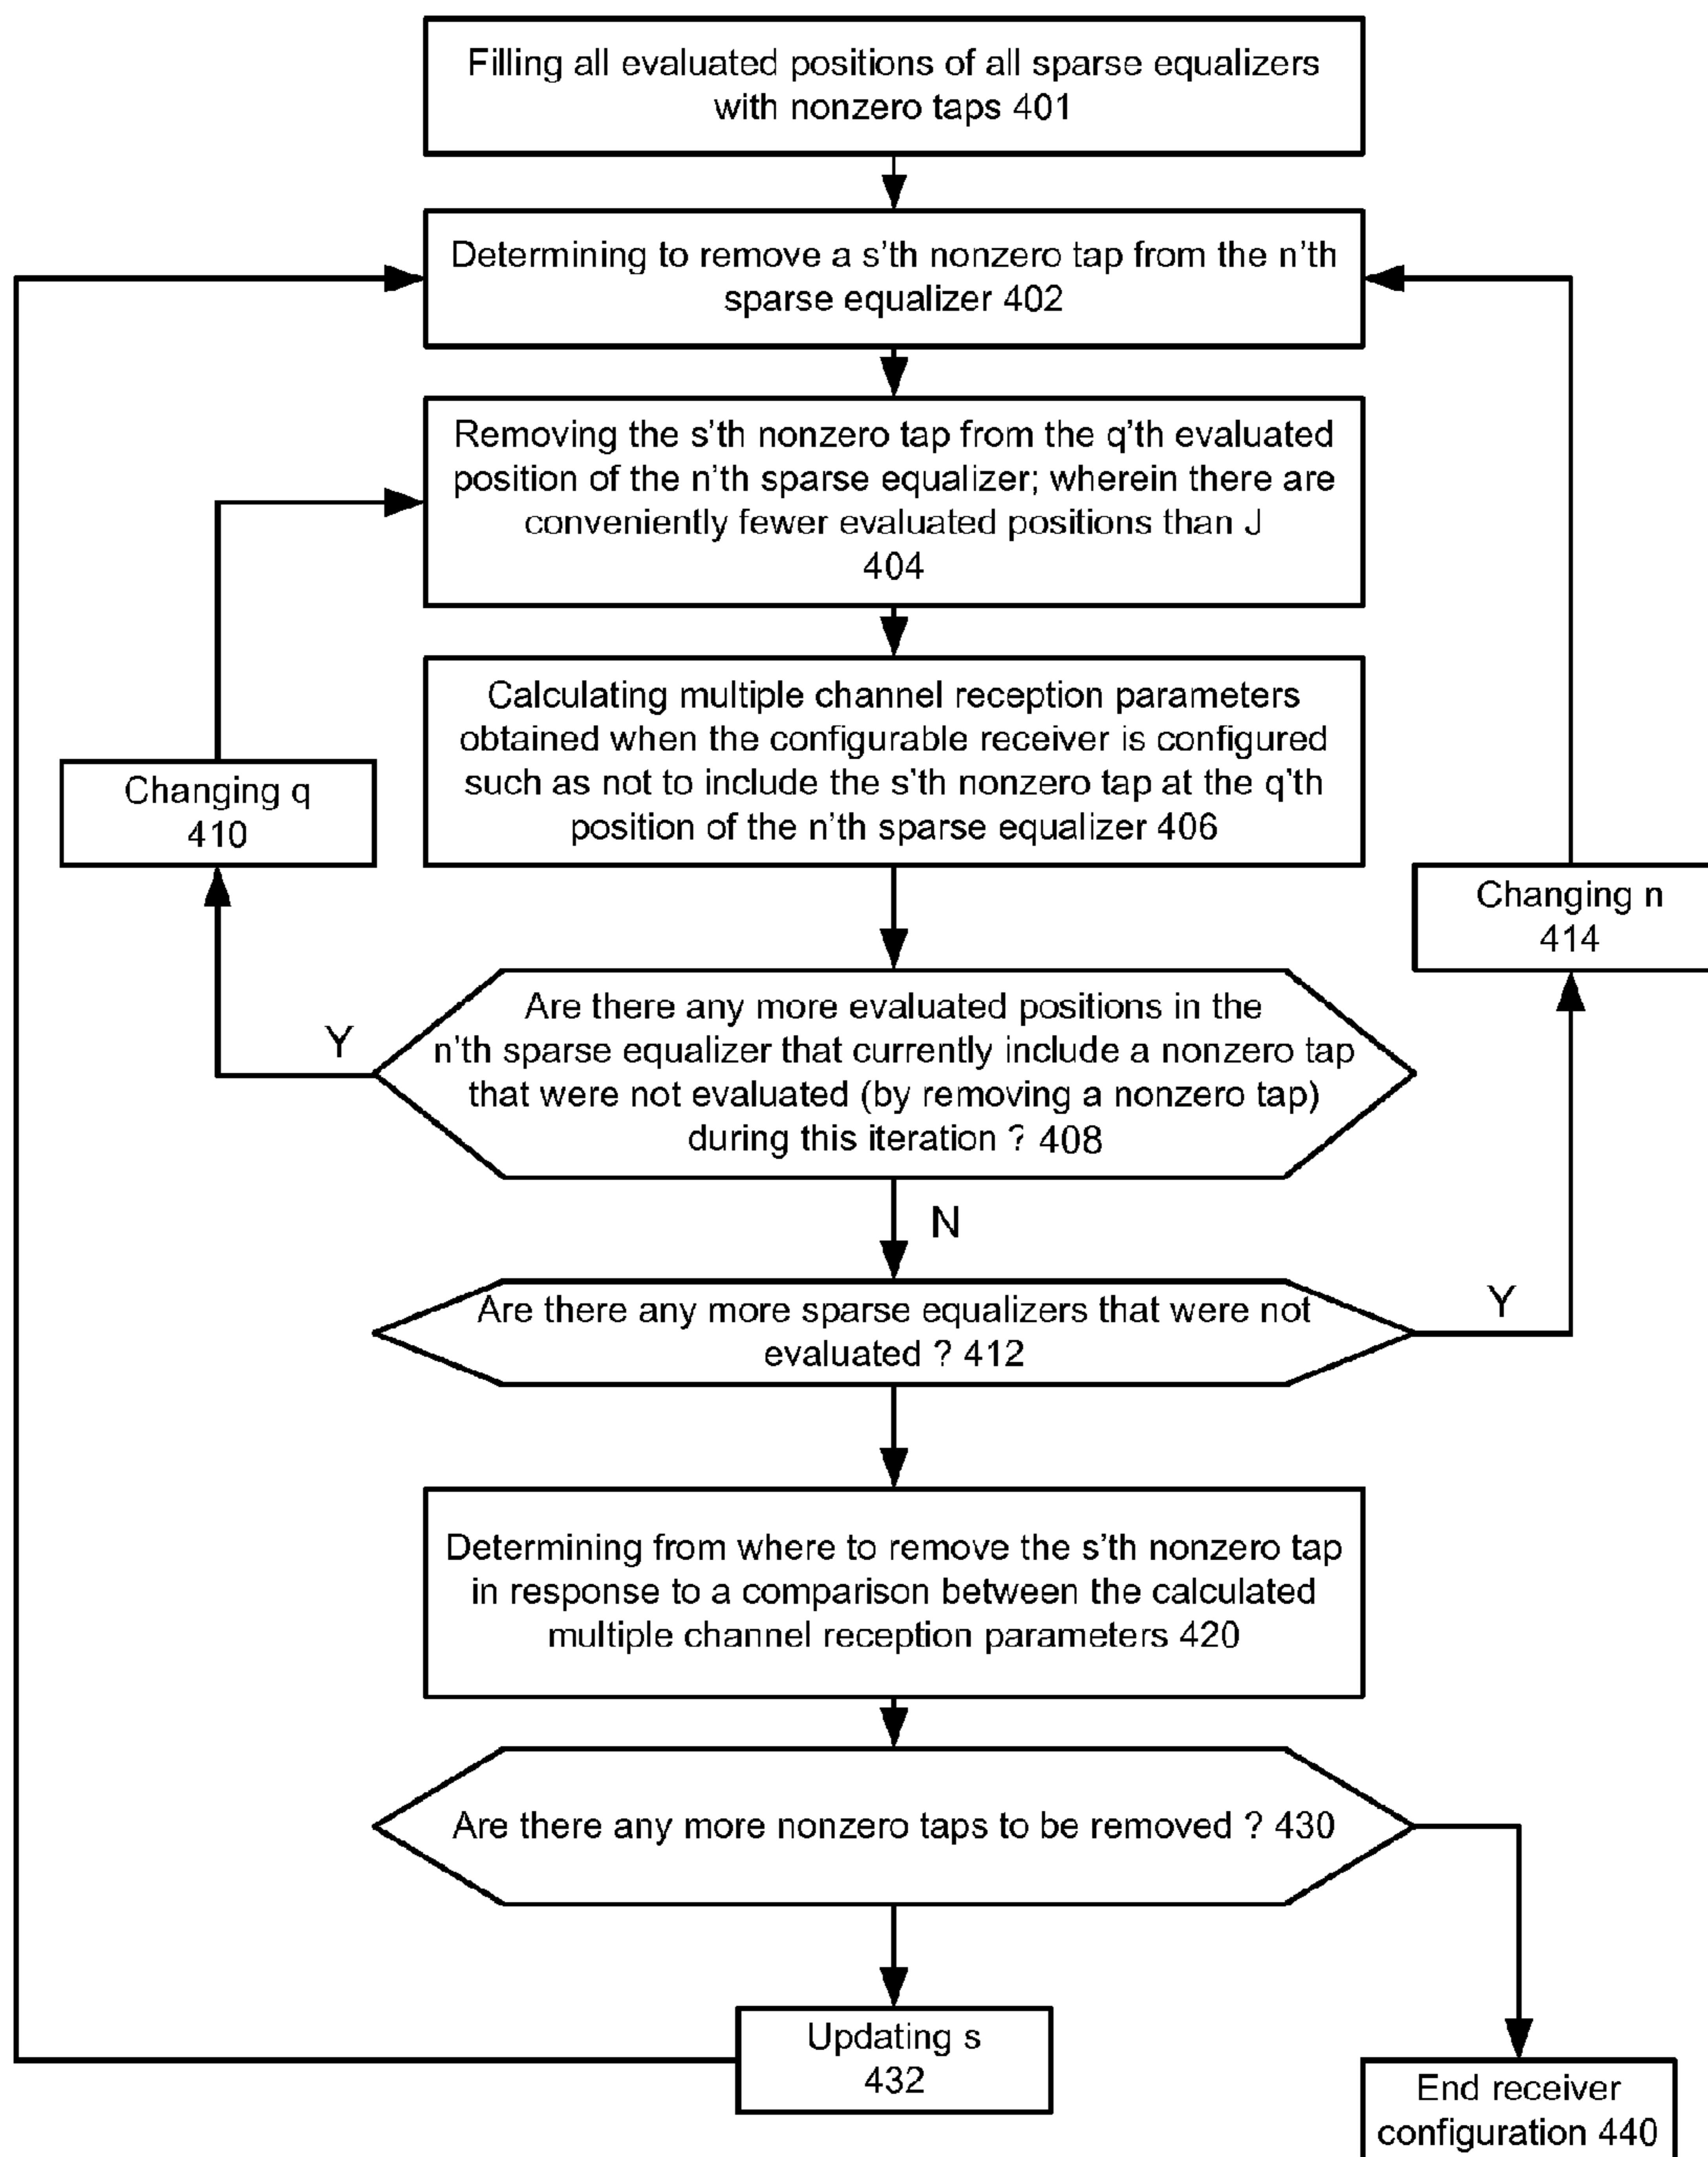 Filling all evaluated positions of all sparse equalizers
with nonzero taps 401
Determining to remove a s'th nonzero tap from the n'th
sparse equalizer 402
Removing the s'th nonzero tap from the q'th evaluated
position of the n'th sparse equalizer; wherein there are
conveniently fewer evaluated positions than J
404
Calculating multiple channel reception parameters
obtained when the configurable receiver is configured
such as not to include the s'th nonzero tap at the q'th
position of the n'th sparse equalizer 406
Changing q
410
Changing n
414
Are there any more evaluated positions in the
n'th sparse equalizer that currently include a nonzero tap
that were not evaluated (by removing a nonzero tap)
during this iteration ? 408
Y
N
Are there any more sparse equalizers that were not
evaluated ? 412
Y
Determining from where to remove the s'th nonzero tap
in response to a comparison between the calculated
multiple channel reception parameters 420
Are there any more nonzero taps to be removed ? 430
Updating s
432
End receiver
configuration 440